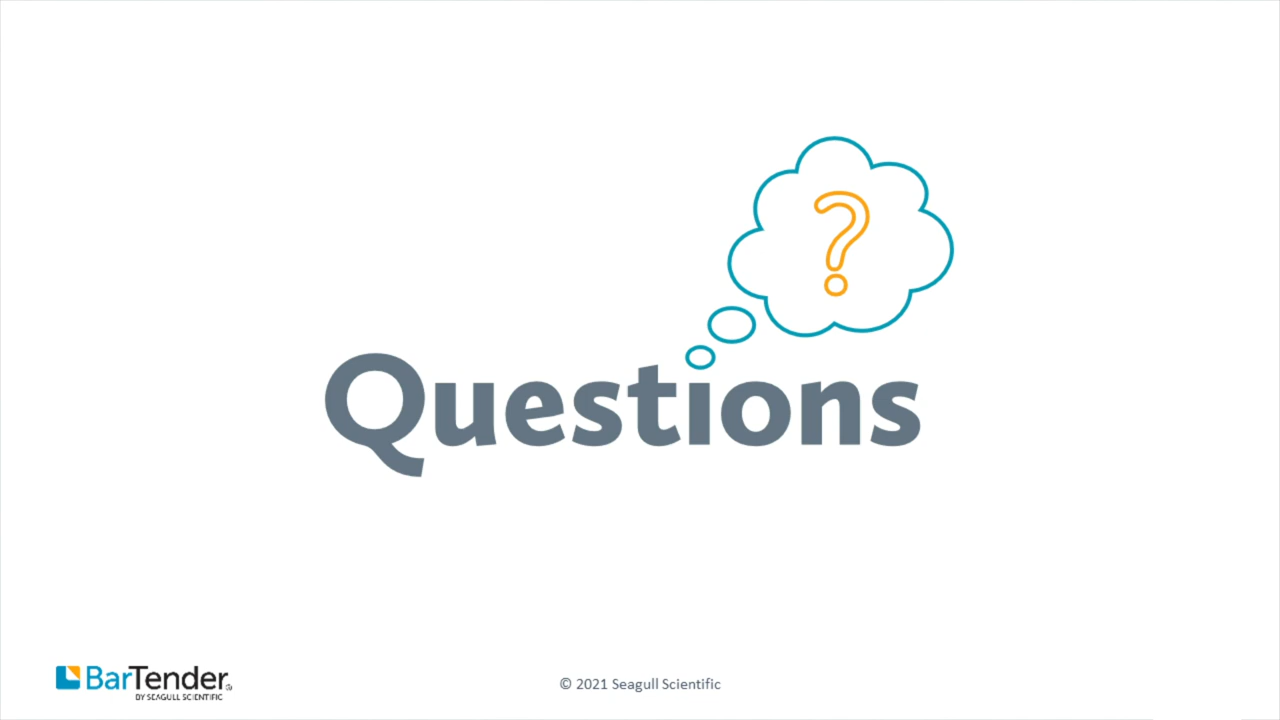 ?
Questions
BarTender®
BY SEAGULL SCIENTIFIC
© 2021 Seagull Scientific